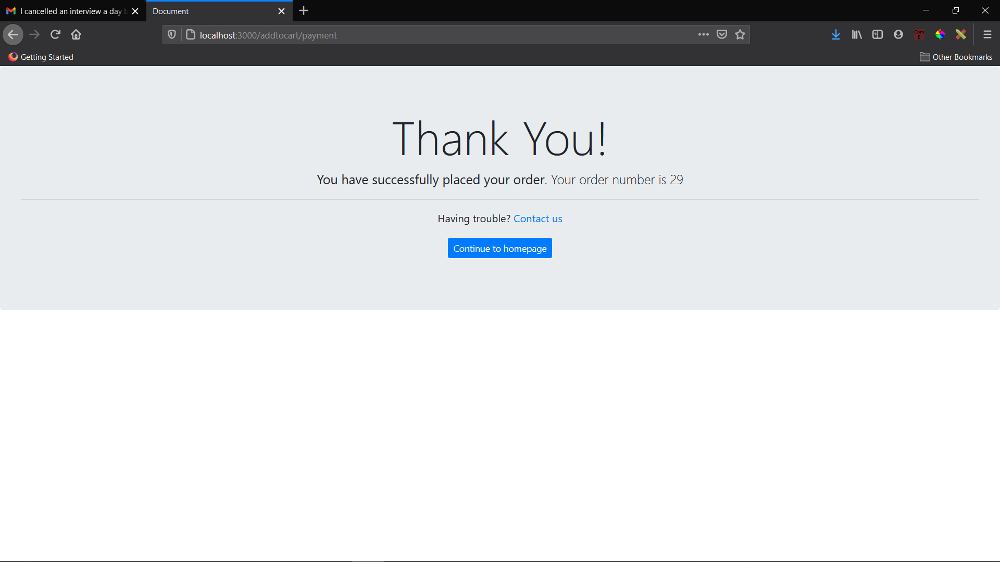 I cancelled an interview a day b
Document
localhost:3000/addtocart/payment
Cors
E
Getting Started
Other Bookmarks
Thank You!
You have successfully placed your order. Your order number is 29
Having trouble? Contact us
Continue to homepage